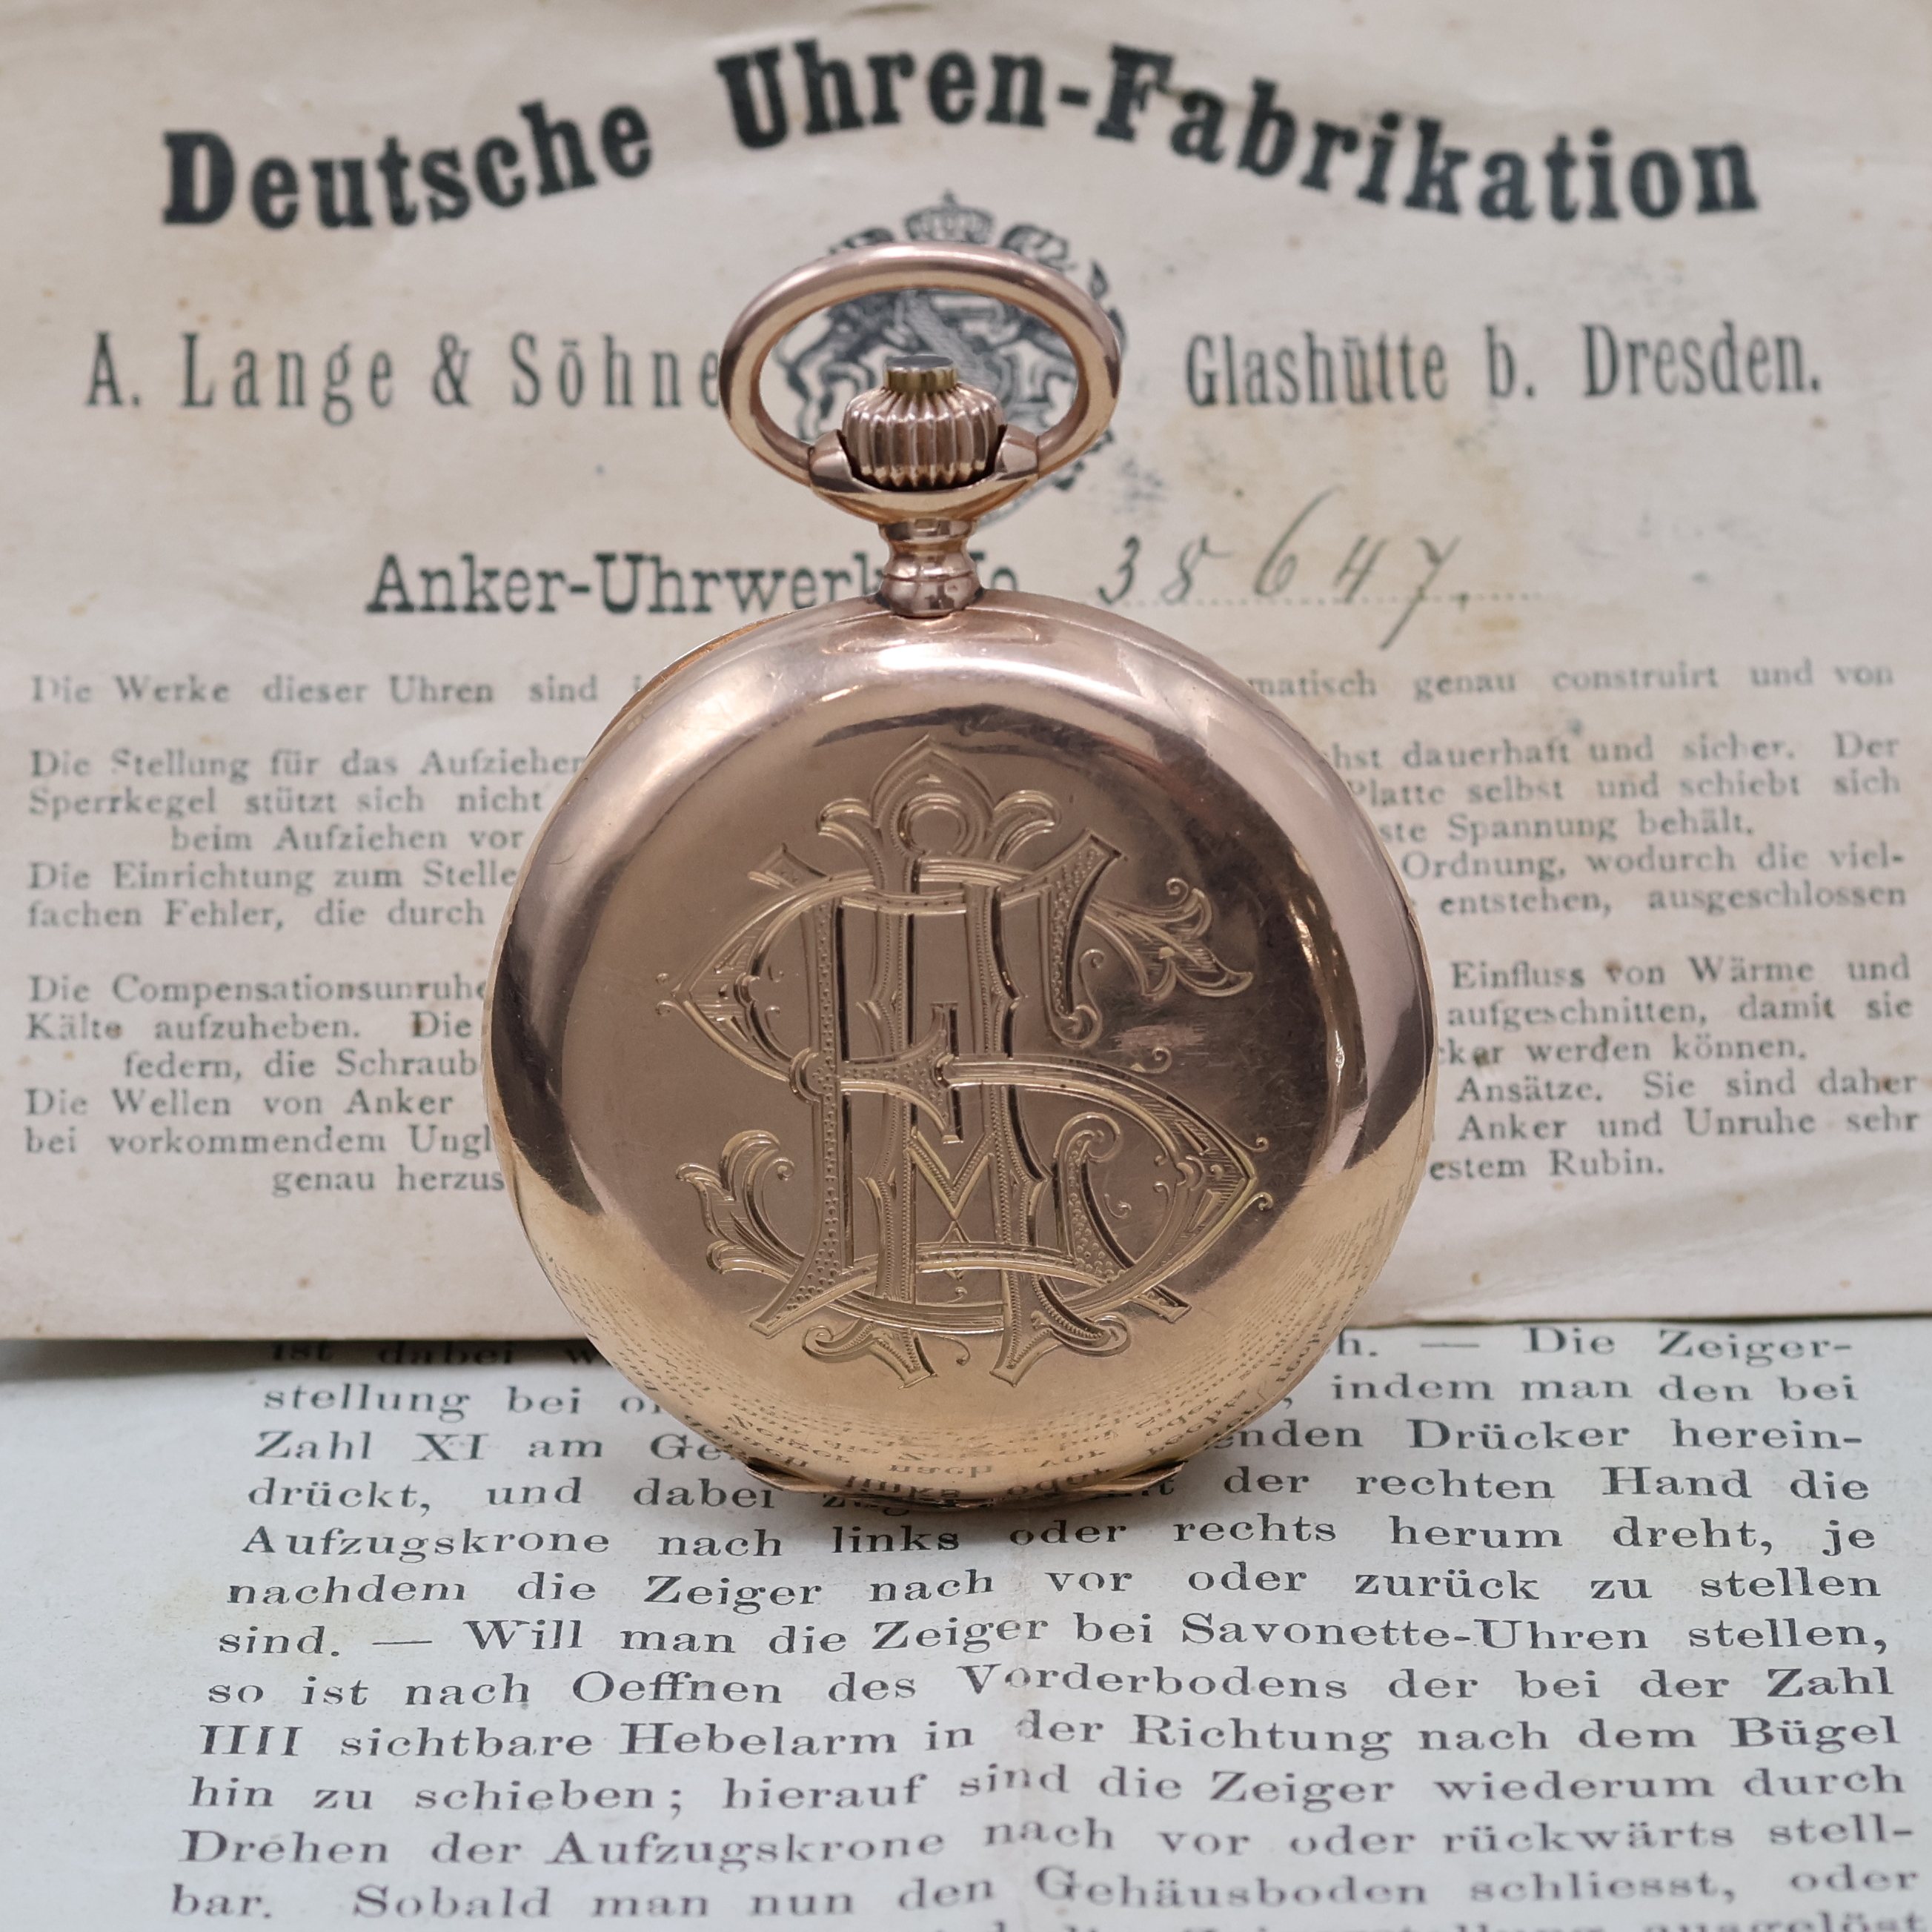 Deutsche Uhren-Fabrikation
A. Lange & Söhne Glashütte b. Dresden.
Anker-Uhrwerk No 38647.
Die Werke dieser Uhren sind matisch genau construirt und von
Die Stellung für das Aufziehen hst dauerhaft und sicher. Der
Sperrkegel stützt sich nicht Platte selbst und schiebt sich
beim Aufziehen vor ste Spannung behält.
Die Einrichtung zum Stelle Ordnung, wodurch die viel-
fachen Fehler, die durch entstehen, ausgeschlossen
Die Compensationsunruhe Einfluss von Wärme und
Kälte aufzuheben. Die aufgeschnitten, damit sie
federn, die Schraub cker werden können.
Die Wellen von Anker Ansätze. Sie sind daher
bei vorkommendem Ungl Anker und Unruhe sehr
genau herzus estem Rubin.
ist dabei w h. — Die Zeiger-
stellung bei of , indem man den bei
Zahl XI am Ge enden Drücker herein-
drückt, und dabei der rechten Hand die
Aufzugskrone nach links oder rechts herum dreht, je
nachdem die Zeiger nach vor oder zurück zu stellen
sind. — Will man die Zeiger bei Savonette-Uhren stellen,
so ist nach Oeffnen des Vorderbodens der bei der Zahl
IIII sichtbare Hebelarm in der Richtung nach dem Bügel
hin zu schieben; hierauf sind die Zeiger wiederum durch
Drehen der Aufzugskrone nach vor oder rückwärts stell-
bar. Sobald man nun den Gehäusboden schliesst, oder